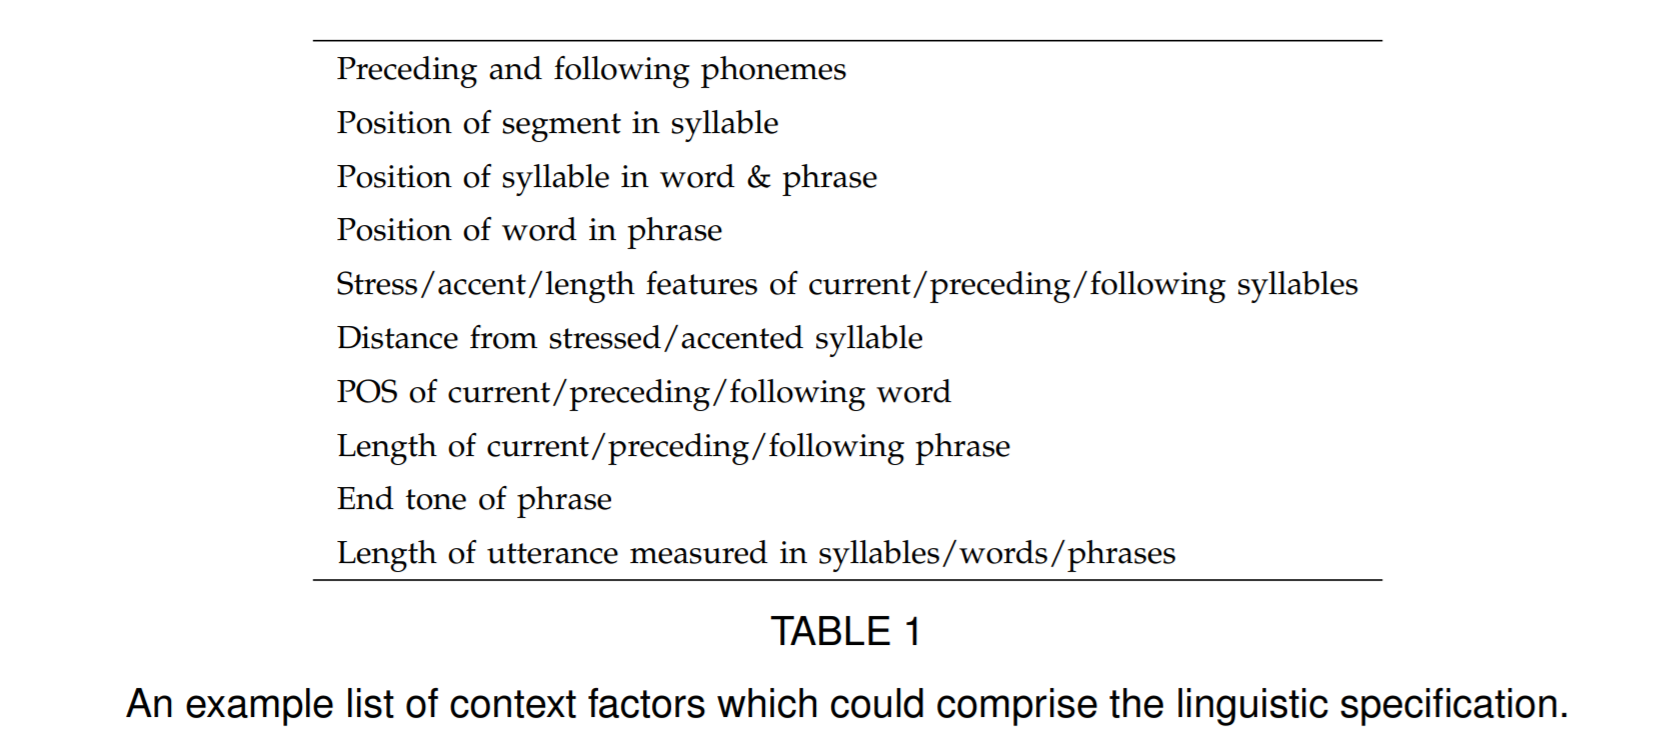 Preceding and following phonemes
Position of segment in syllable
Position of syllable in word & phrase
Position of word in phrase
Stress/accent/length features of current/preceding/following syllables
Distance from stressed/accented syllable
POS of current/preceding/following word
Length of current/preceding/following phrase
End tone of phrase
Length of utterance measured in syllables/words/phrases
TABLE 1
An example list of context factors which could comprise the linguistic specification.